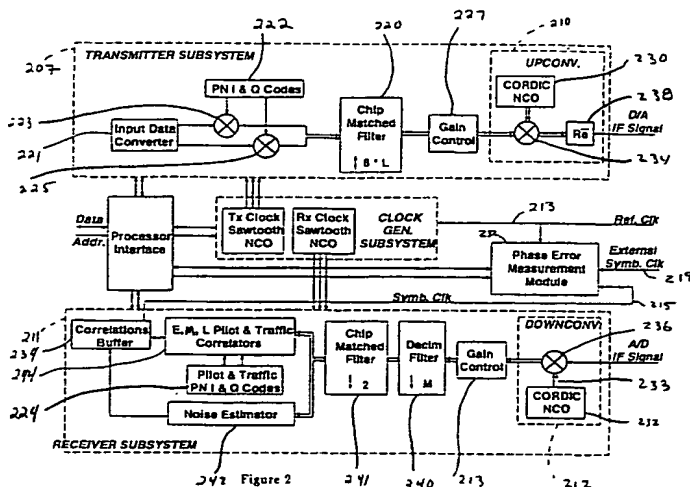 222
220
227
210
TRANSMITTER SUBSYSTEM
UPCONV.
207
230
PN I & Q Codes
CORDIC
NCO
238
223
Input Data
Converter
Chip
Matched
Filter
Gain
Control
Re
D/A
IF Signal
221
225
234
Tx Clock
Sawtooth
NCO
Rx Clock
Sawtooth
NCO
CLOCK
GEN.
SUBSYSTEM
213
Ref. Clk
Data
Addr.
Processor
Interface
Phase Error
Measurement
Module
External
Symb. Clk
219
Symb. Clk
215
211
239
Correlations
Buffer
E, M, L Pilot & Traffic
Correlators
Chip
Matched
Filter
2
Decim
Filter
M
Gain
Control
DOWNCONV.
236
A/D
IF Signal
233
244
Pilot & Traffic
PN I & Q Codes
CORDIC
NCO
232
224
Noise Estimator
RECEIVER SUBSYSTEM
242
Figure 2
241
240
213
212